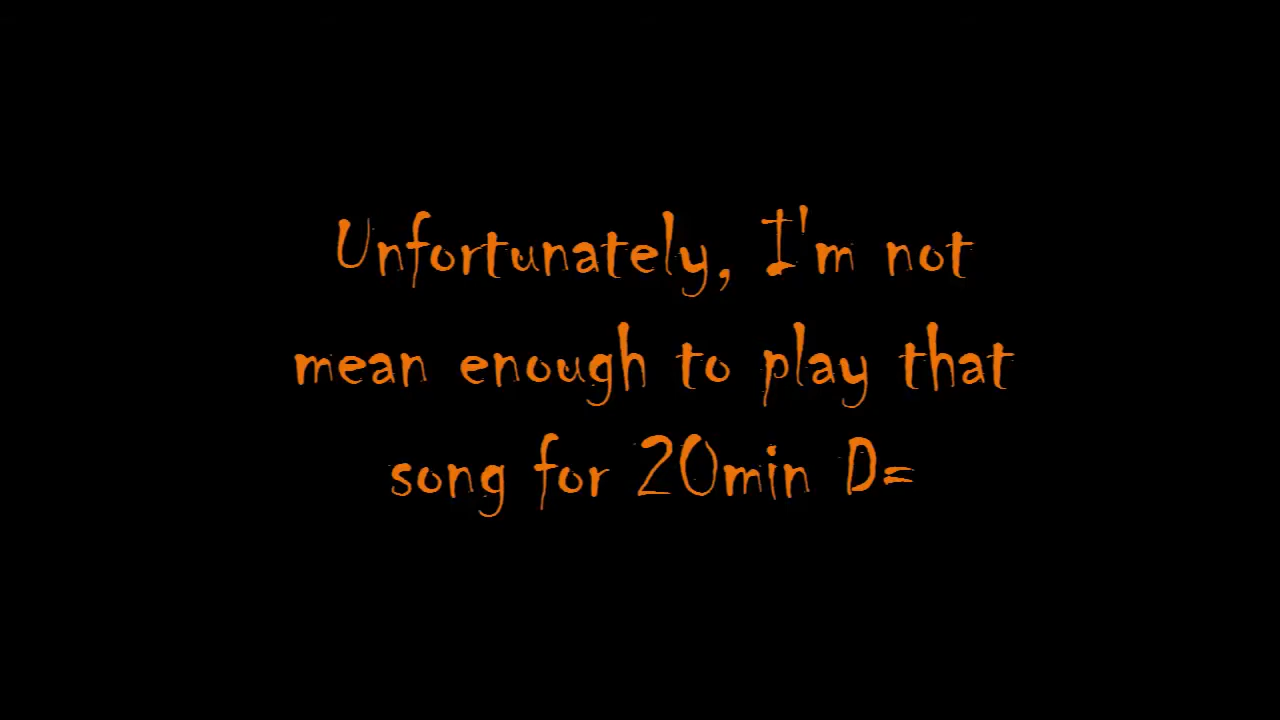 Unfortunately, I'm not
mean enough to play that
song for 20min D=